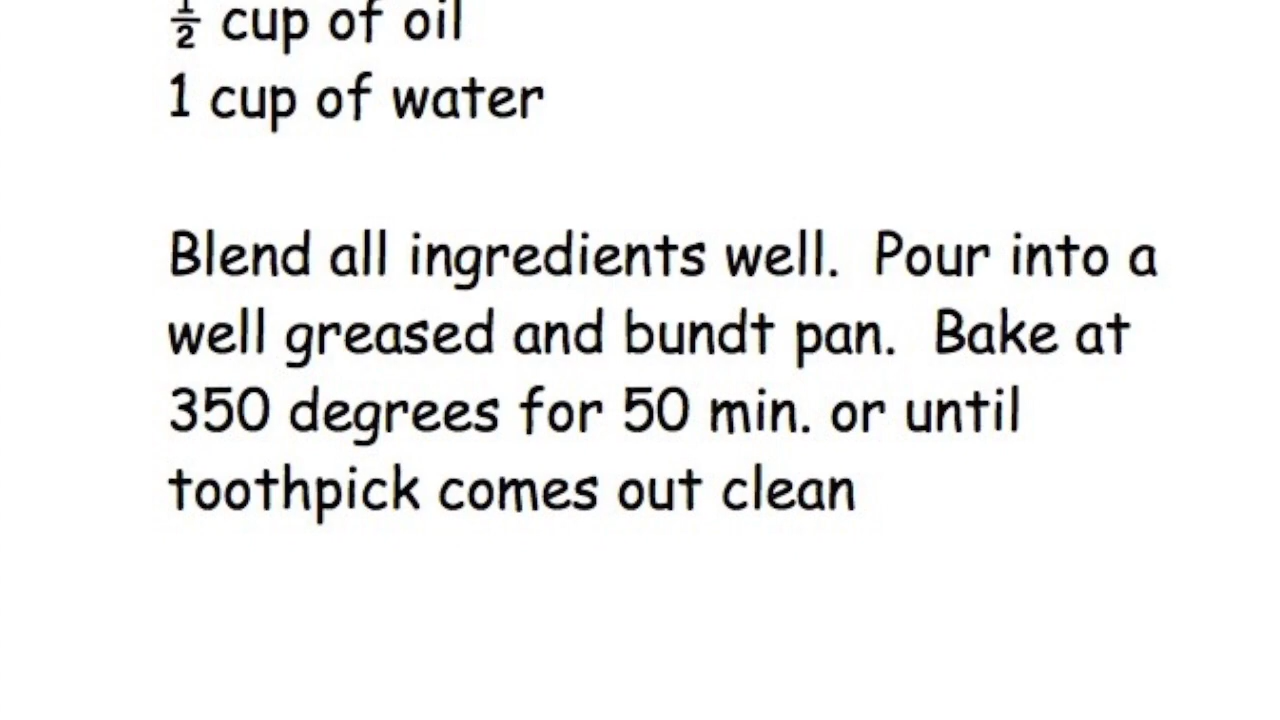 ½ cup of oil
1 cup of water
Blend all ingredients well.  Pour into a
well greased and bundt pan.  Bake at
350 degrees for 50 min. or until
toothpick comes out clean